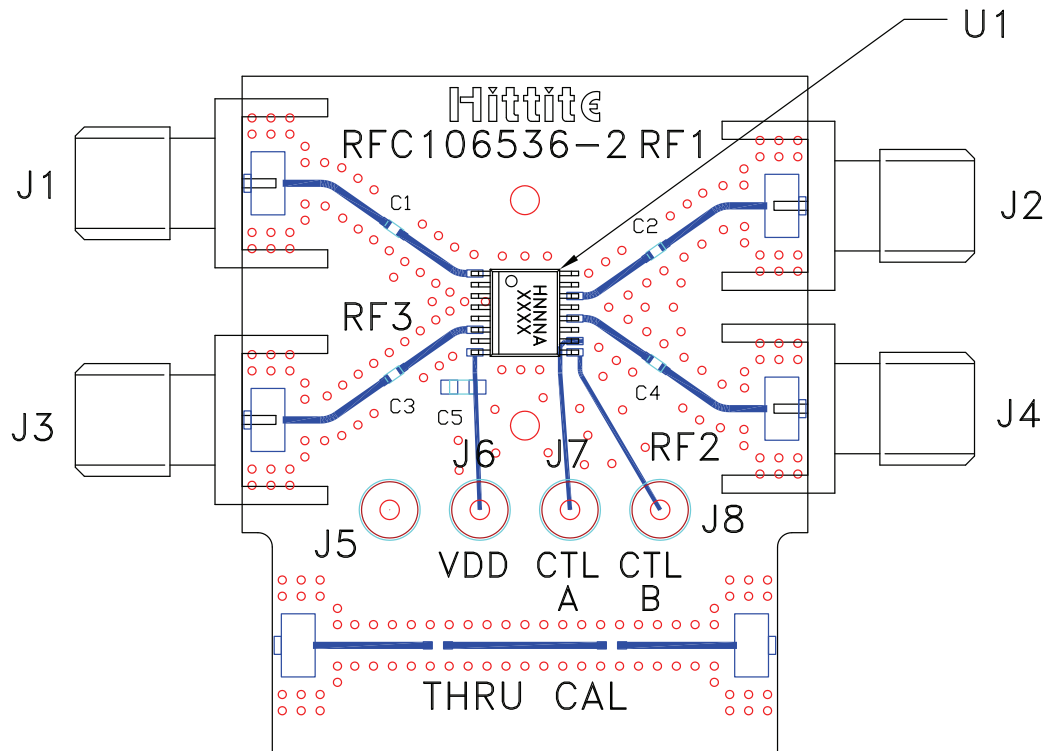 U1
Hittite
RFC106536-2 RF1
J1
C1
C2
J2
HNNNA
XXXX
RF3
J3
C3
C4
J4
C5
RF2
J6
J7
J5
J8
VDD
CTL A
CTL B
THRU CAL